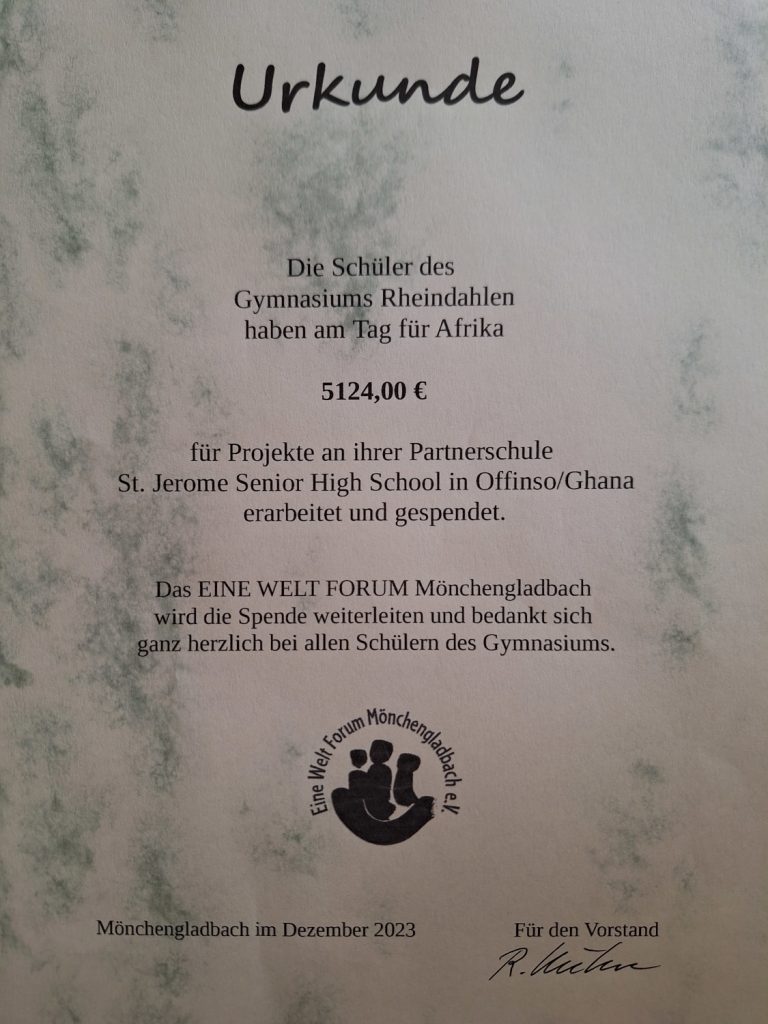 Urkunde
Die Schüler des
Gymnasiums Rheindahlen
haben am Tag für Afrika
5124,00 €
für Projekte an ihrer Partnerschule
St. Jerome Senior High School in Offinso/Ghana
erarbeitet und gespendet.
Das EINE WELT FORUM Mönchengladbach
wird die Spende weiterleiten und bedankt sich
ganz herzlich bei allen Schülern des Gymnasiums.
Eine Welt Forum Mönchengladbach e.V.
Mönchengladbach im Dezember 2023
Für den Vorstand
R.